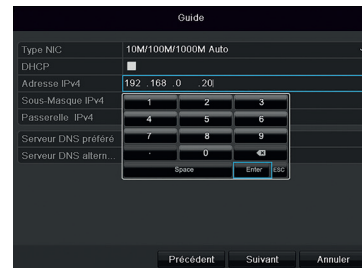 Guide
Type NIC 10M/100M/1000M Auto
DHCP
Adresse IPv4 192 .168 .0 .20
Sous-Masque IPv4
Passerelle IPv4
Serveur DNS préféré
Serveur DNS altern...
1 2 3
4 5 6
7 8 9
. 0
Space Enter ESC
Précédent Suivant Annuler